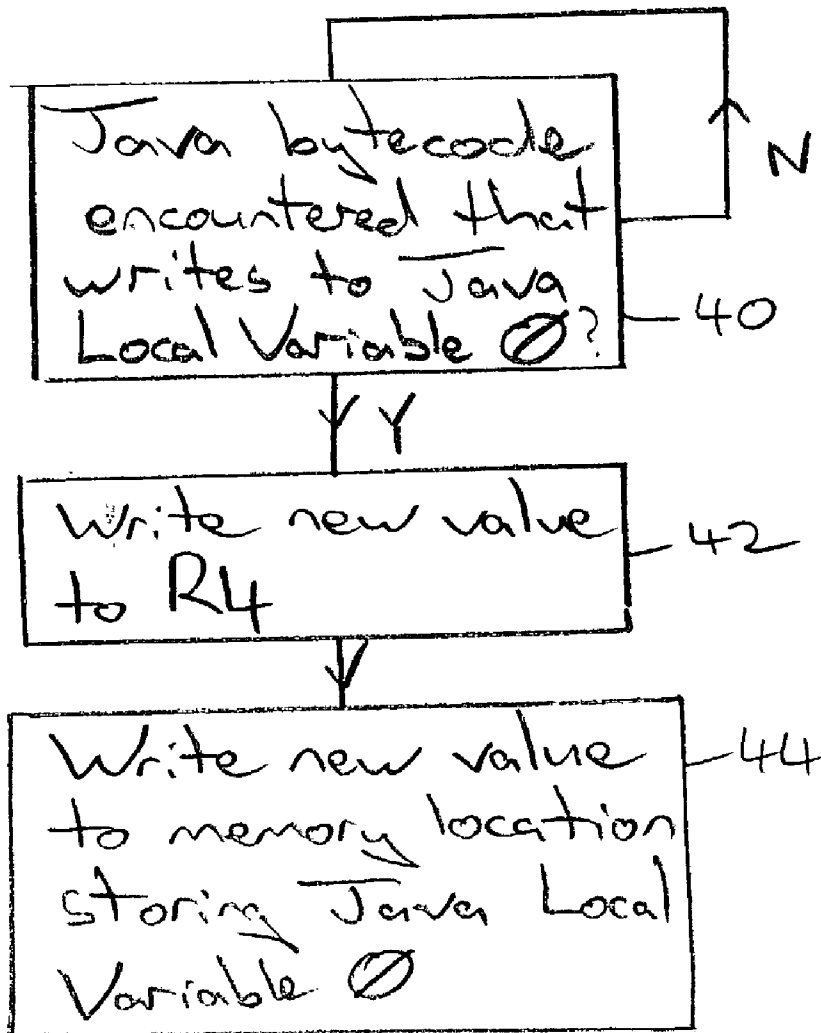 Java bytecode
encountered that
writes to Java
Local Variable Ø?
N
40
Y
Write new value
to R4
42
Write new value
to memory location
storing Java Local
Variable Ø
44